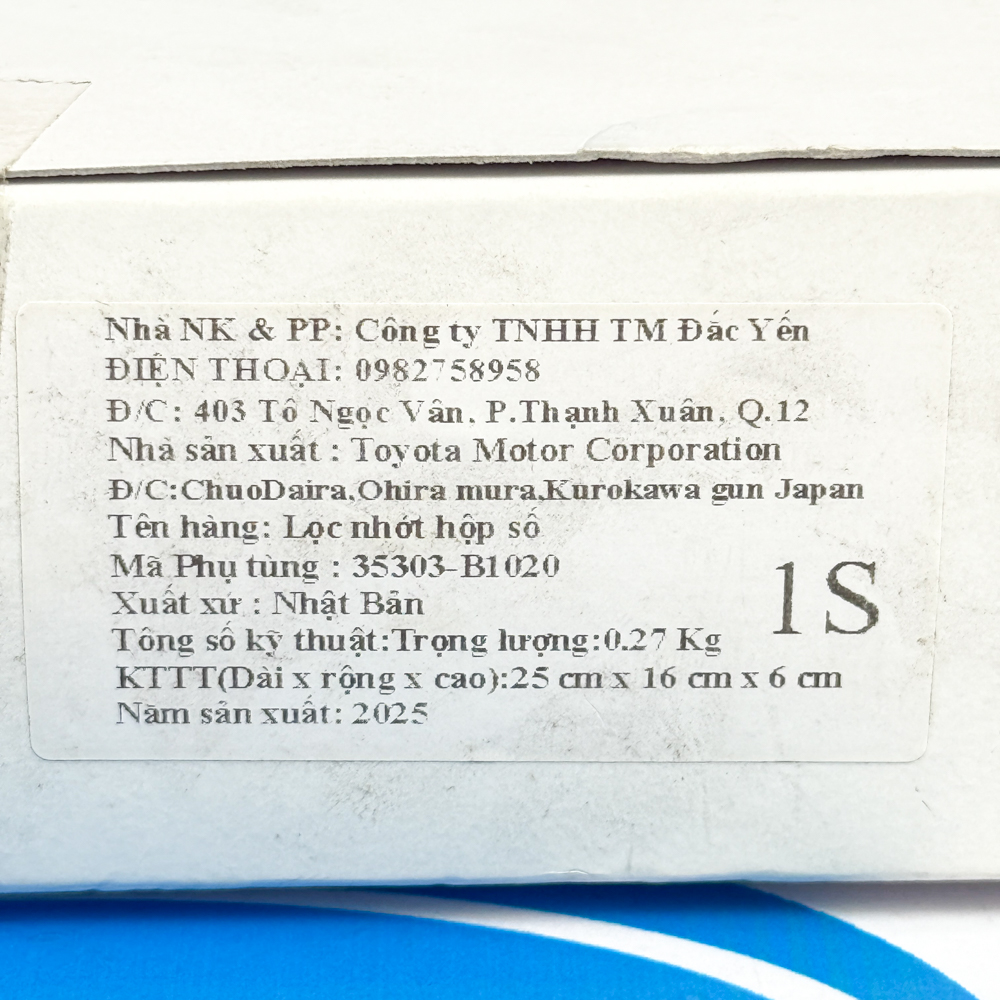 Nhà NK & PP: Công ty TNHH TM Đắc Yến
ĐIỆN THOẠI: 0982758958
Đ/C: 403 Tô Ngọc Vân, P.Thạnh Xuân, Q.12
Nhà sản xuất : Toyota Motor Corporation
Đ/C:ChuoDaira,Ohira mura,Kurokawa gun Japan
Tên hàng: Lọc nhớt hộp số
Mã Phụ tùng : 35303-B1020
Xuất xứ : Nhật Bản
1S
Tông số kỹ thuật:Trọng lượng:0.27 Kg
KTTT(Dài x rộng x cao):25 cm x 16 cm x 6 cm
Năm sản xuất: 2025